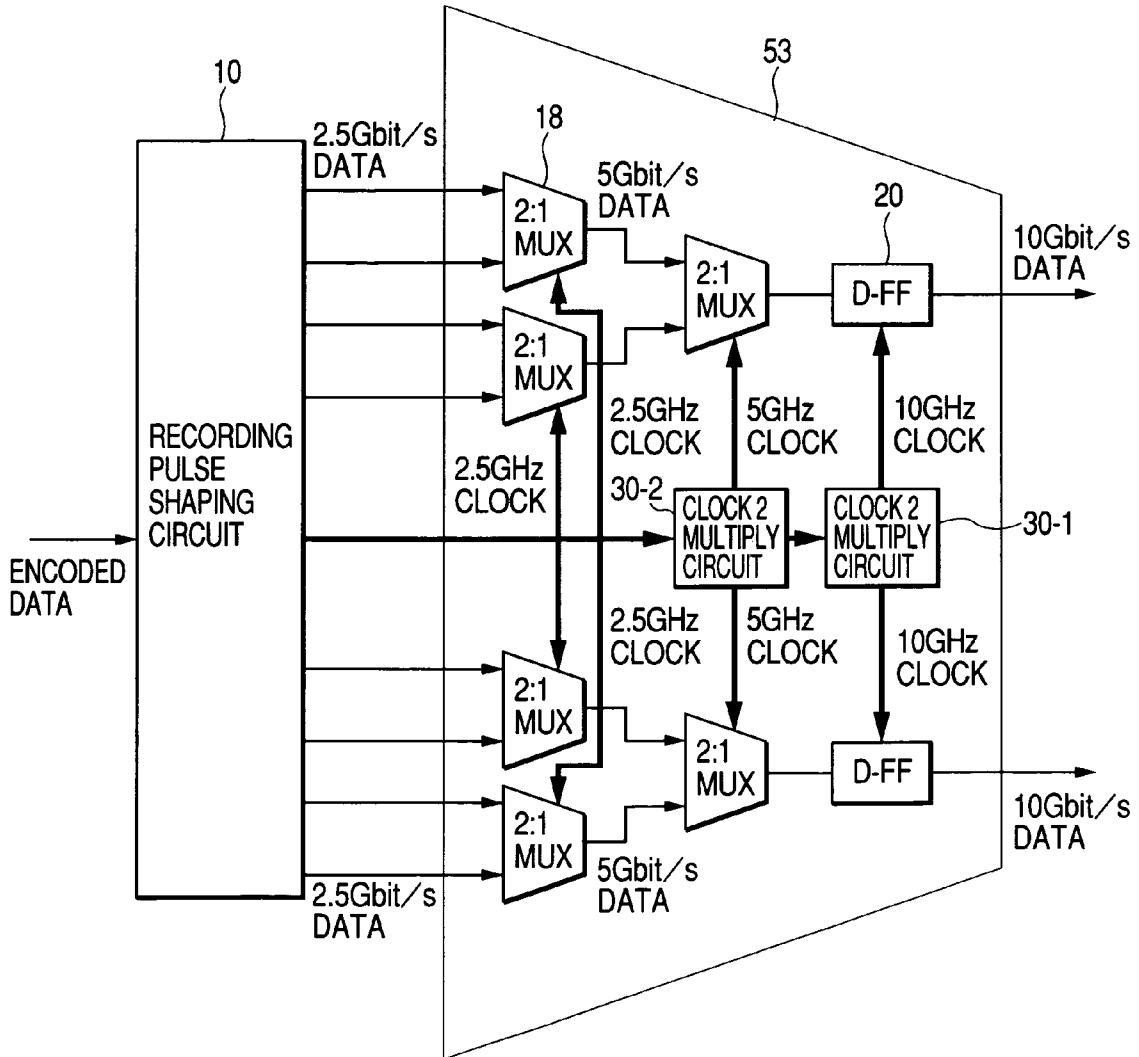 53
10
2.5Gbit/s
DATA
18
5Gbit/s
DATA
20
10Gbit/s
DATA
2:1
MUX
2:1
MUX
D-FF
2:1
MUX
2.5GHz
CLOCK
5GHz
CLOCK
10GHz
CLOCK
RECORDING
PULSE
SHAPING
CIRCUIT
2.5GHz
CLOCK
30-2
CLOCK 2
MULTIPLY
CIRCUIT
CLOCK 2
MULTIPLY
CIRCUIT
30-1
ENCODED
DATA
2.5GHz
CLOCK
5GHz
CLOCK
10GHz
CLOCK
2:1
MUX
2:1
MUX
D-FF
2:1
MUX
10Gbit/s
DATA
5Gbit/s
DATA
2.5Gbit/s
DATA